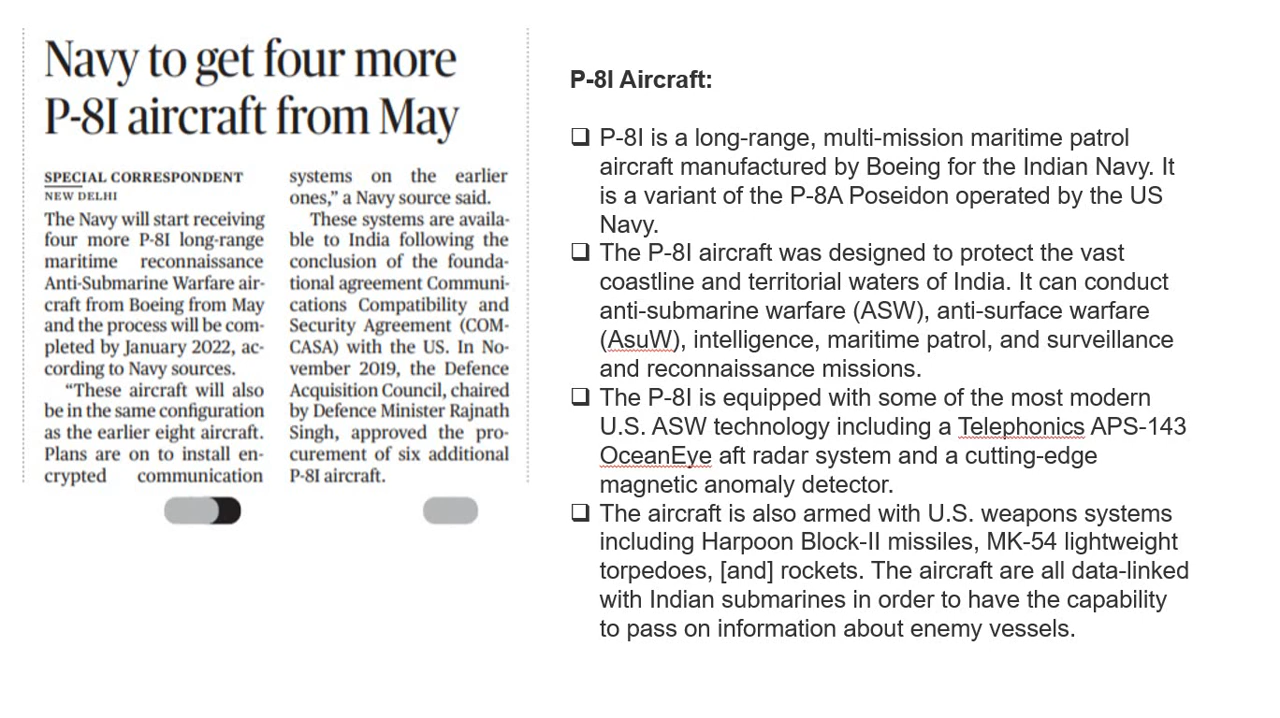 Navy to get four more
P-8I aircraft from May
SPECIAL CORRESPONDENT
NEW DELHI
The Navy will start receiving
four more P-8I long-range
maritime reconnaissance
Anti-Submarine Warfare air-
craft from Boeing from May
and the process will be com-
pleted by January 2022, ac-
cording to Navy sources.
“These aircraft will also
be in the same configuration
as the earlier eight aircraft.
Plans are on to install en-
crypted communication
systems on the earlier
ones,” a Navy source said.
These systems are availa-
ble to India following the
conclusion of the founda-
tional agreement Communi-
cations Compatibility and
Security Agreement (COM-
CASA) with the US. In No-
vember 2019, the Defence
Acquisition Council, chaired
by Defence Minister Rajnath
Singh, approved the pro-
curement of six additional
P-8I aircraft.
P-8I Aircraft:
❑ P-8I is a long-range, multi-mission maritime patrol
aircraft manufactured by Boeing for the Indian Navy. It
is a variant of the P-8A Poseidon operated by the US
Navy.
❑ The P-8I aircraft was designed to protect the vast
coastline and territorial waters of India. It can conduct
anti-submarine warfare (ASW), anti-surface warfare
(AsuW), intelligence, maritime patrol, and surveillance
and reconnaissance missions.
❑ The P-8I is equipped with some of the most modern
U.S. ASW technology including a Telephonics APS-143
OceanEye aft radar system and a cutting-edge
magnetic anomaly detector.
❑ The aircraft is also armed with U.S. weapons systems
including Harpoon Block-II missiles, MK-54 lightweight
torpedoes, [and] rockets. The aircraft are all data-linked
with Indian submarines in order to have the capability
to pass on information about enemy vessels.